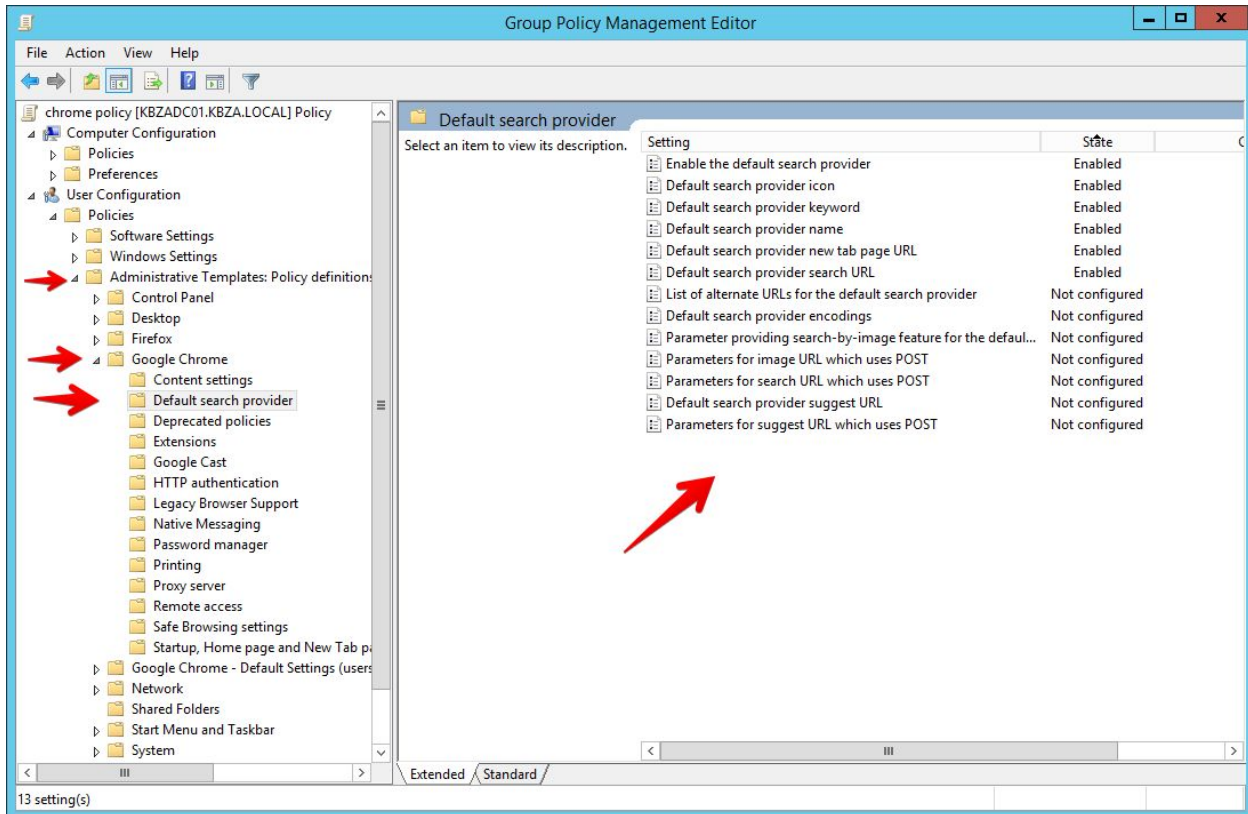 Group Policy Management Editor
File Action View Help
chrome policy [KBZADC01.KBZA.LOCAL] Policy
Computer Configuration
Policies
Preferences
User Configuration
Policies
Software Settings
Windows Settings
Administrative Templates: Policy definitions
Control Panel
Desktop
Firefox
Google Chrome
Content settings
Default search provider
Deprecated policies
Extensions
Google Cast
HTTP authentication
Legacy Browser Support
Native Messaging
Password manager
Printing
Proxy server
Remote access
Safe Browsing settings
Startup, Home page and New Tab pa
Google Chrome - Default Settings (users
Network
Shared Folders
Start Menu and Taskbar
System
Default search provider
Select an item to view its description.
Setting State C
Enable the default search provider Enabled
Default search provider icon Enabled
Default search provider keyword Enabled
Default search provider name Enabled
Default search provider new tab page URL Enabled
Default search provider search URL Enabled
List of alternate URLs for the default search provider Not configured
Default search provider encodings Not configured
Parameter providing search-by-image feature for the defaul... Not configured
Parameters for image URL which uses POST Not configured
Parameters for search URL which uses POST Not configured
Default search provider suggest URL Not configured
Parameters for suggest URL which uses POST Not configured
Extended Standard
13 setting(s)